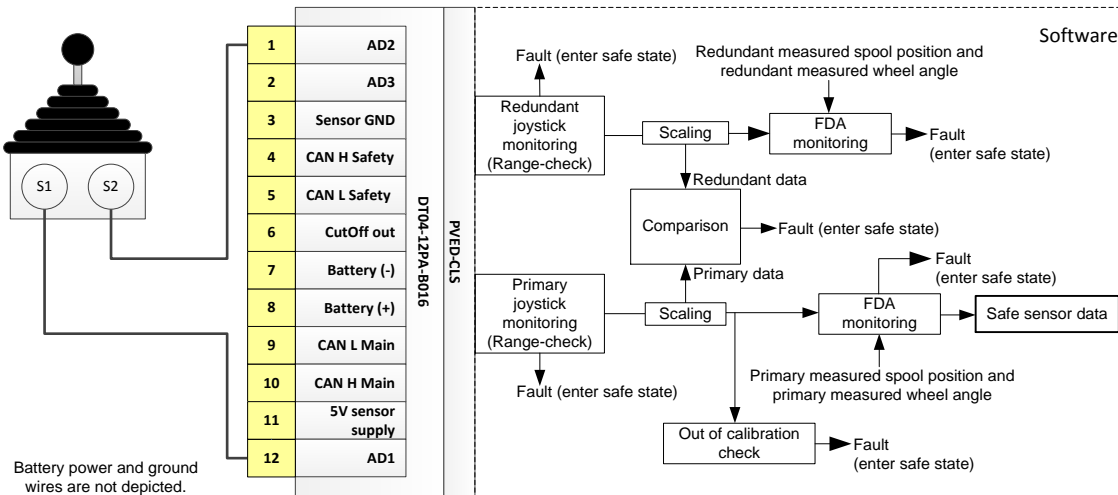 S1
S2
Battery power and ground
wires are not depicted.
1 AD2
2 AD3
3 Sensor GND
4 CAN H Safety
5 CAN L Safety
6 CutOff out
7 Battery (-)
8 Battery (+)
9 CAN L Main
10 CAN H Main
11 5V sensor
supply
12 AD1
DT04-12PA-B016
PVED-CLS
Software
Fault (enter safe state)
Redundant
joystick
monitoring
(Range-check)
Scaling
Redundant measured spool position and
redundant measured wheel angle
FDA
monitoring
Fault
(enter safe state)
Redundant data
Comparison
Fault (enter safe state)
Primary data
Primary
joystick
monitoring
(Range-check)
Scaling
Fault
(enter safe state)
FDA
monitoring
Safe sensor data
Primary measured spool position and
primary measured wheel angle
Fault (enter safe state)
Out of calibration
check
Fault
(enter safe state)